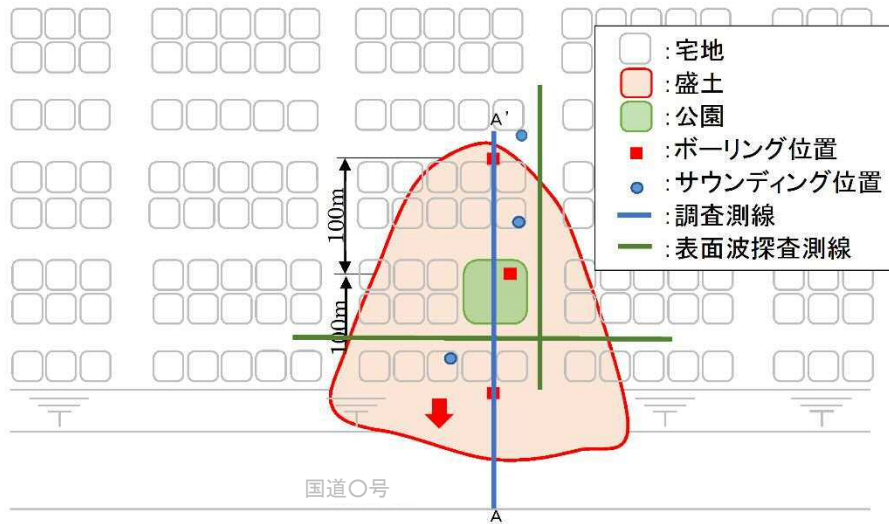 :宅地
:盛土
:公園
:ボーリング位置
:サウンディング位置
:調査測線
:表面波探査測線
A'
100m
100m
国道〇号
A